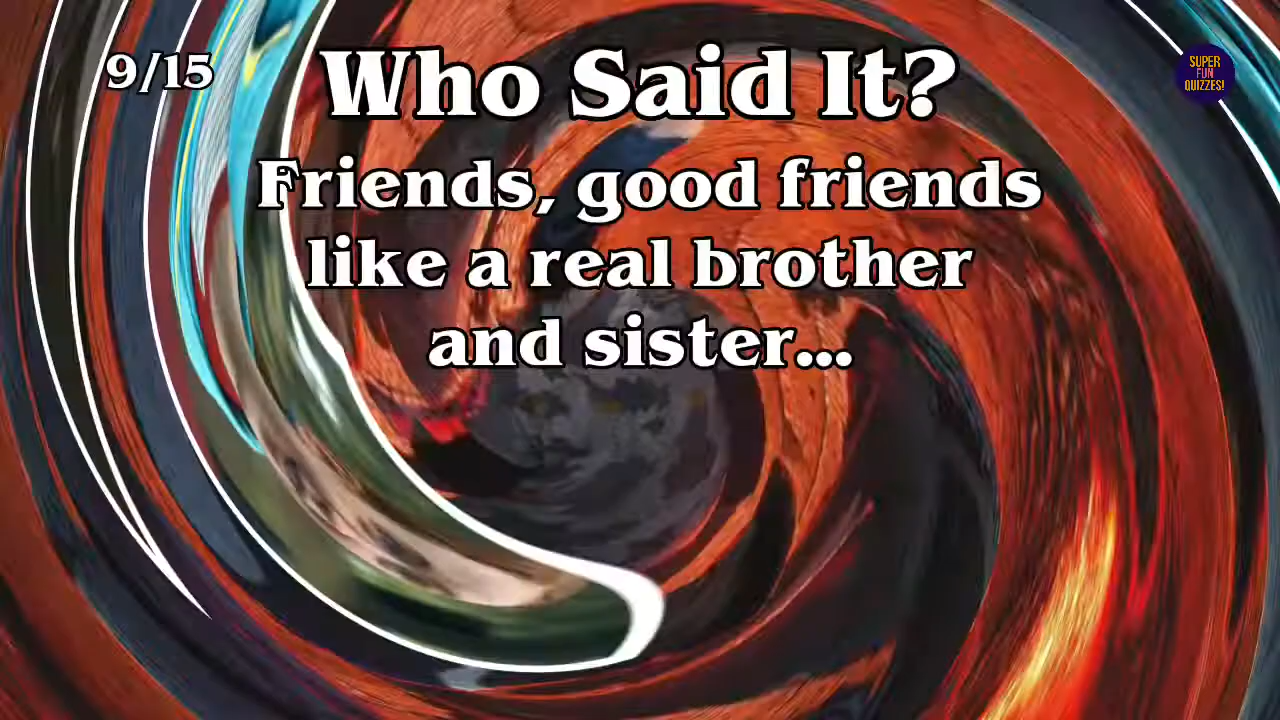 9/15
Who Said It?
SUPER
FUN
QUIZZES!
Friends, good friends
like a real brother
and sister...